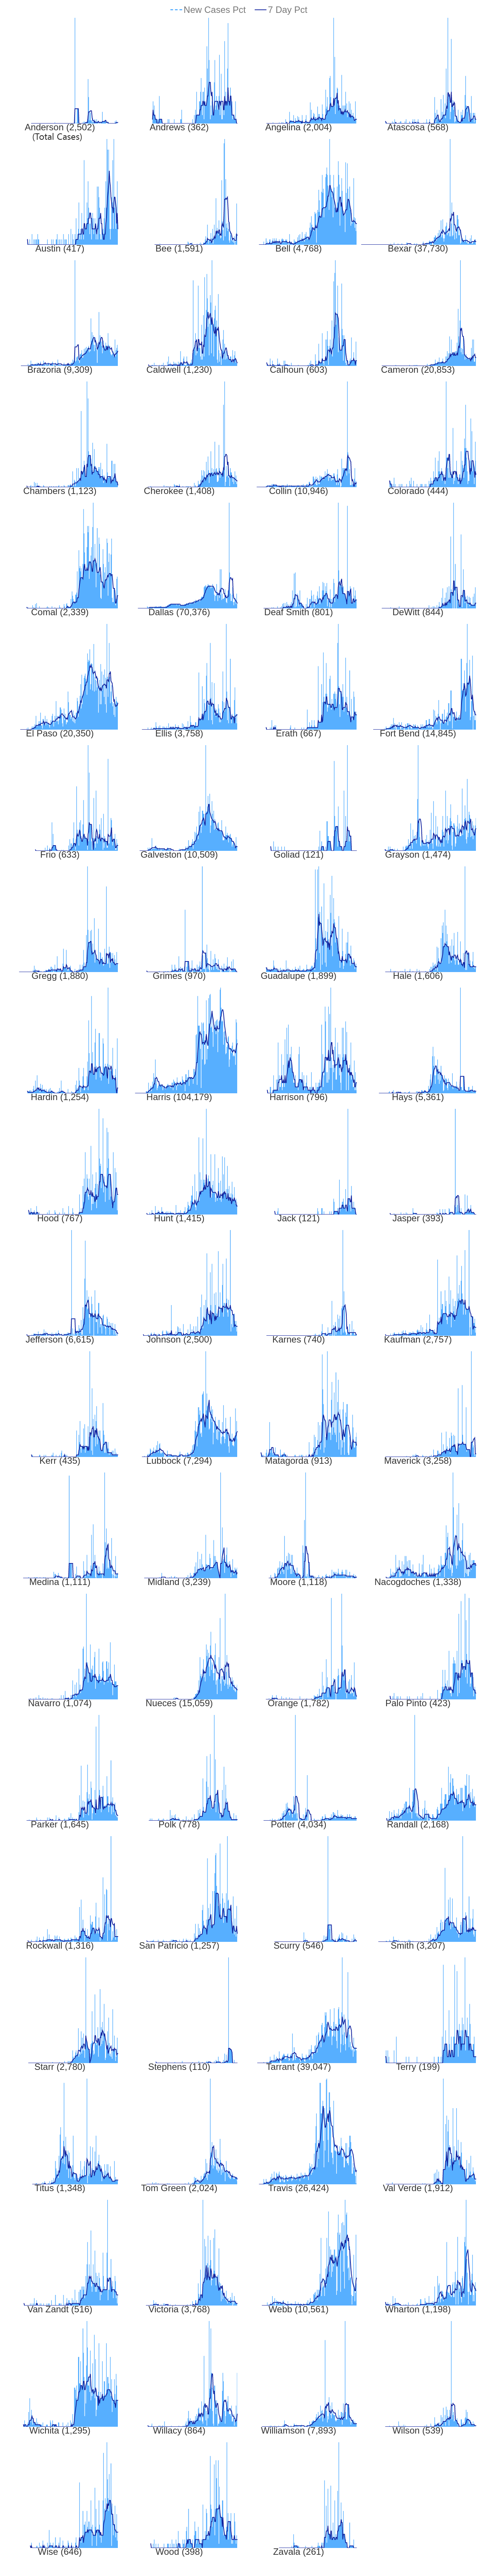 New Cases Pct 7 Day Pct
Anderson (2,502) Andrews (362) Angelina (2,004) Atascosa (568)
(Total Cases)
Austin (417) Bee (1,591) Bell (4,768) Bexar (37,730)
Brazoria (9,309) Caldwell (1,230) Calhoun (603) Cameron (20,853)
Chambers (1,123) Cherokee (1,408) Collin (10,946) Colorado (444)
Comal (2,339) Dallas (70,376) Deaf Smith (801) DeWitt (844)
El Paso (20,350) Ellis (3,758) Erath (667) Fort Bend (14,845)
Frio (633) Galveston (10,509) Goliad (121) Grayson (1,474)
Gregg (1,880) Grimes (970) Guadalupe (1,899) Hale (1,606)
Hardin (1,254) Harris (104,179) Harrison (796) Hays (5,361)
Hood (767) Hunt (1,415) Jack (121) Jasper (393)
Jefferson (6,615) Johnson (2,500) Karnes (740) Kaufman (2,757)
Kerr (435) Lubbock (7,294) Matagorda (913) Maverick (3,258)
Medina (1,111) Midland (3,239) Moore (1,118) Nacogdoches (1,338)
Navarro (1,074) Nueces (15,059) Orange (1,782) Palo Pinto (423)
Parker (1,645) Polk (778) Potter (4,034) Randall (2,168)
Rockwall (1,316) San Patricio (1,257) Scurry (546) Smith (3,207)
Starr (2,780) Stephens (110) Tarrant (39,047) Terry (199)
Titus (1,348) Tom Green (2,024) Travis (26,424) Val Verde (1,912)
Van Zandt (516) Victoria (3,768) Webb (10,561) Wharton (1,198)
Wichita (1,295) Willacy (864) Williamson (7,893) Wilson (539)
Wise (646) Wood (398) Zavala (261)